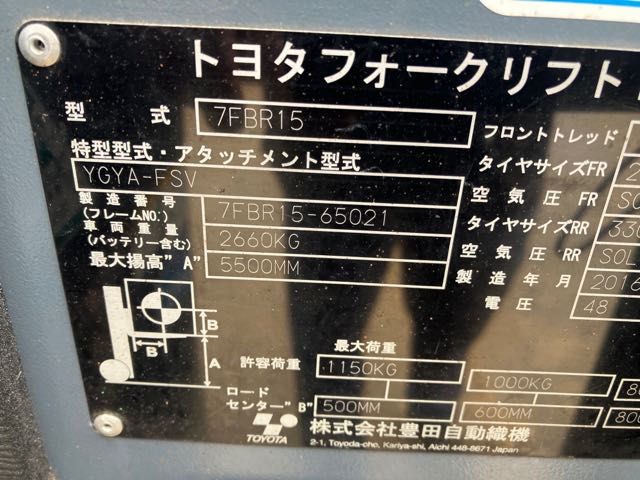 トヨタフォークリフト
型 式 7FBR15
フロントトレッド
特型型式・アタッチメント型式
タイヤサイズFR 2
YGYA-FSV
空気圧 FR SO
製造番号(フレームNO.) 7FBR15-65021
タイヤサイズRR 330
車両重量(バッテリー含む) 2660KG
空気圧 RR SOL
最大揚高"A" 5500MM
製造年月 2016
電圧 48
最大荷重
B
B
A
許容荷重 1150KG 1000KG 8
ロードセンター"B" 500MM 600MM 800
TOYOTA
株式会社豊田自動織機
2-1, Toyoda-cho, Kariya-shi, Aichi 448-8671 Japan